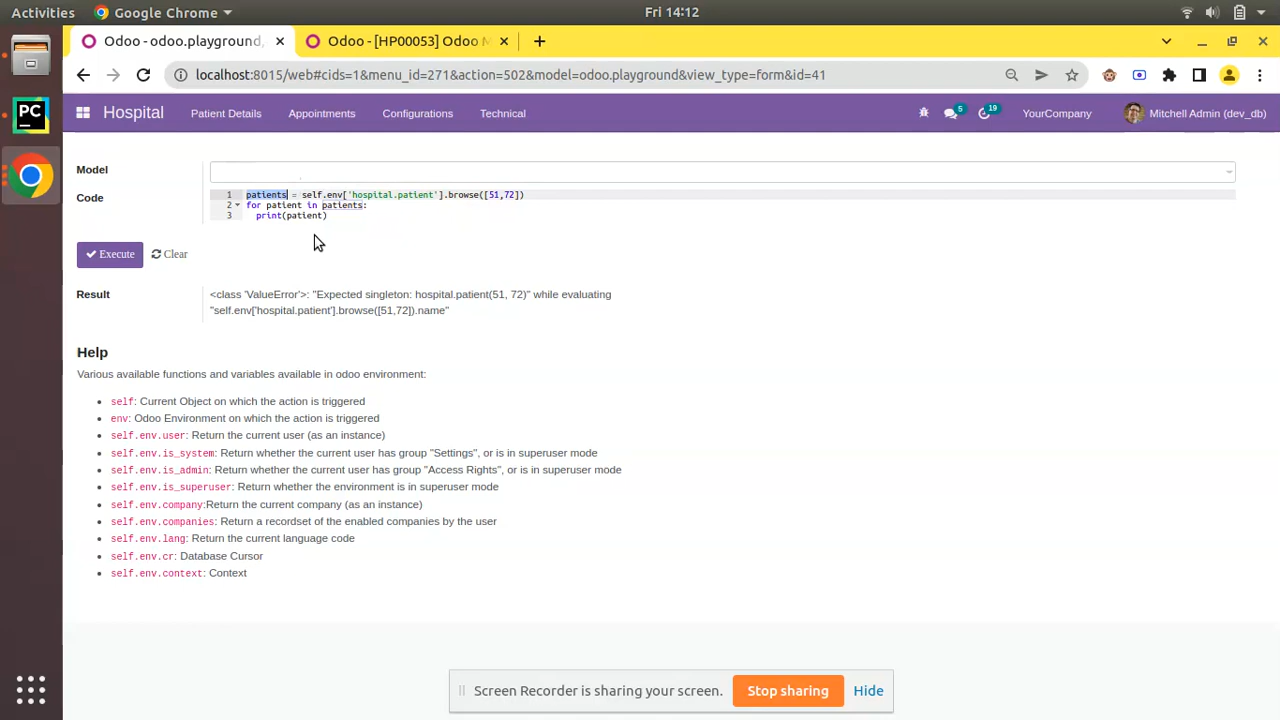 Activities Google Chrome Fri 14:12
Odoo - odoo.playground, Odoo - [HP00053] Odoo M
localhost:8015/web#cids=1&menu_id=271&action=502&model=odoo.playground&view_type=form&id=41
Hospital Patient Details Appointments Configurations Technical 5 19 YourCompany Mitchell Admin (dev_db)
Model
Code
1 patients = self.env['hospital.patient'].browse([51,72])
2 for patient in patients:
3 print(patient)
Execute Clear
Result
<class 'ValueError'>: "Expected singleton: hospital.patient(51, 72)" while evaluating
"self.env['hospital.patient'].browse([51,72]).name"
Help
Various available functions and variables available in odoo environment:
self: Current Object on which the action is triggered
env: Odoo Environment on which the action is triggered
self.env.user: Return the current user (as an instance)
self.env.is_system: Return whether the current user has group "Settings", or is in superuser mode
self.env.is_admin: Return whether the current user has group "Access Rights", or is in superuser mode
self.env.is_superuser: Return whether the environment is in superuser mode
self.env.company:Return the current company (as an instance)
self.env.companies: Return a recordset of the enabled companies by the user
self.env.lang: Return the current language code
self.env.cr: Database Cursor
self.env.context: Context
Screen Recorder is sharing your screen. Stop sharing Hide
PC